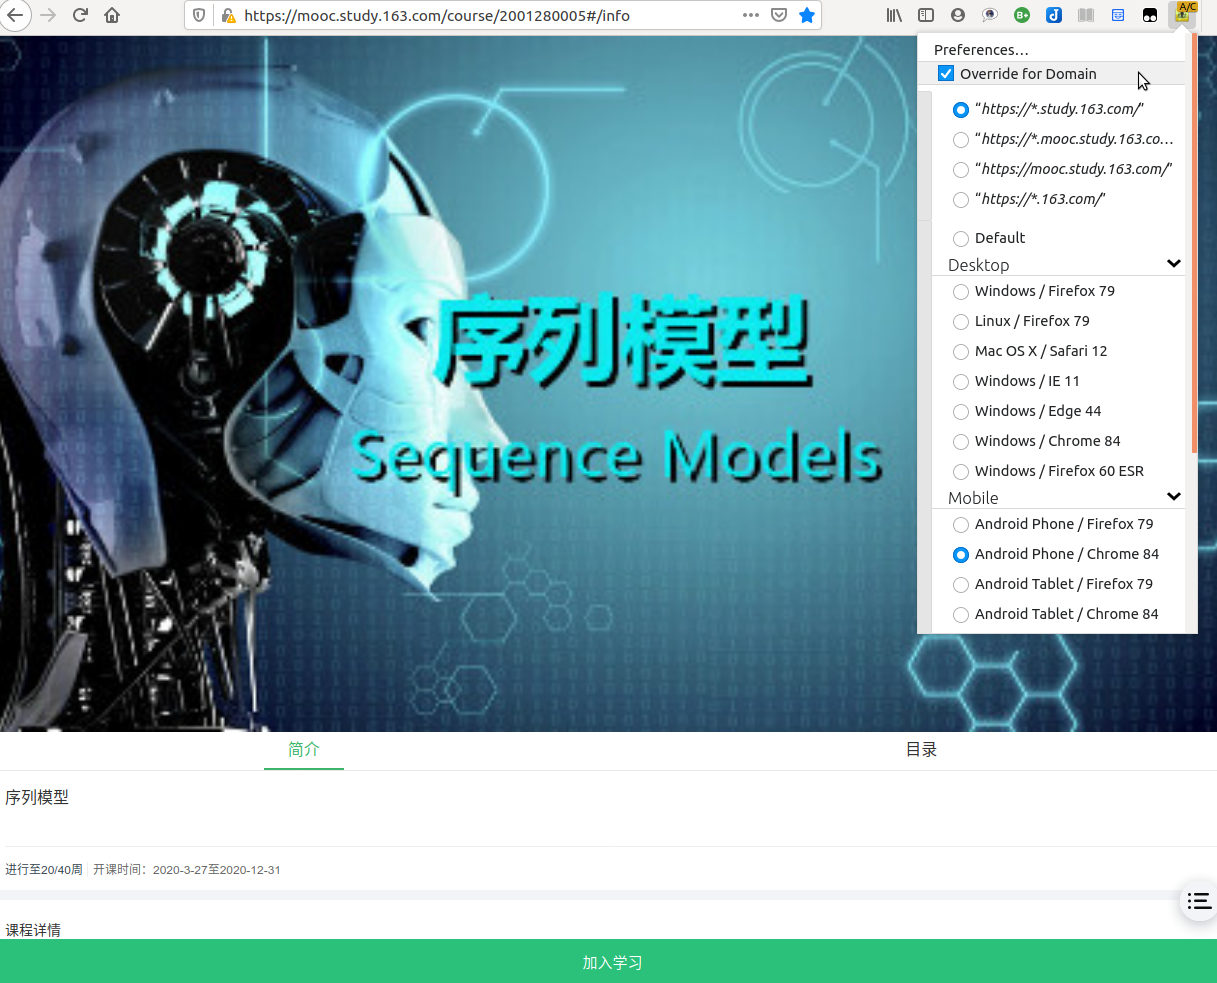 https://mooc.study.163.com/course/2001280005#/info
B+
A/C
Preferences…
Override for Domain
“https://*.study.163.com/”
“https://*.mooc.study.163.co…
“https://mooc.study.163.com/”
“https://*.163.com/”
Default
Desktop
Windows / Firefox 79
Linux / Firefox 79
Mac OS X / Safari 12
Windows / IE 11
Windows / Edge 44
Windows / Chrome 84
Windows / Firefox 60 ESR
Mobile
Android Phone / Firefox 79
Android Phone / Chrome 84
Android Tablet / Firefox 79
Android Tablet / Chrome 84
序列模型
Sequence Models
简介
目录
序列模型
进行至20/40周 开课时间：2020-3-27至2020-12-31
课程详情
加入学习